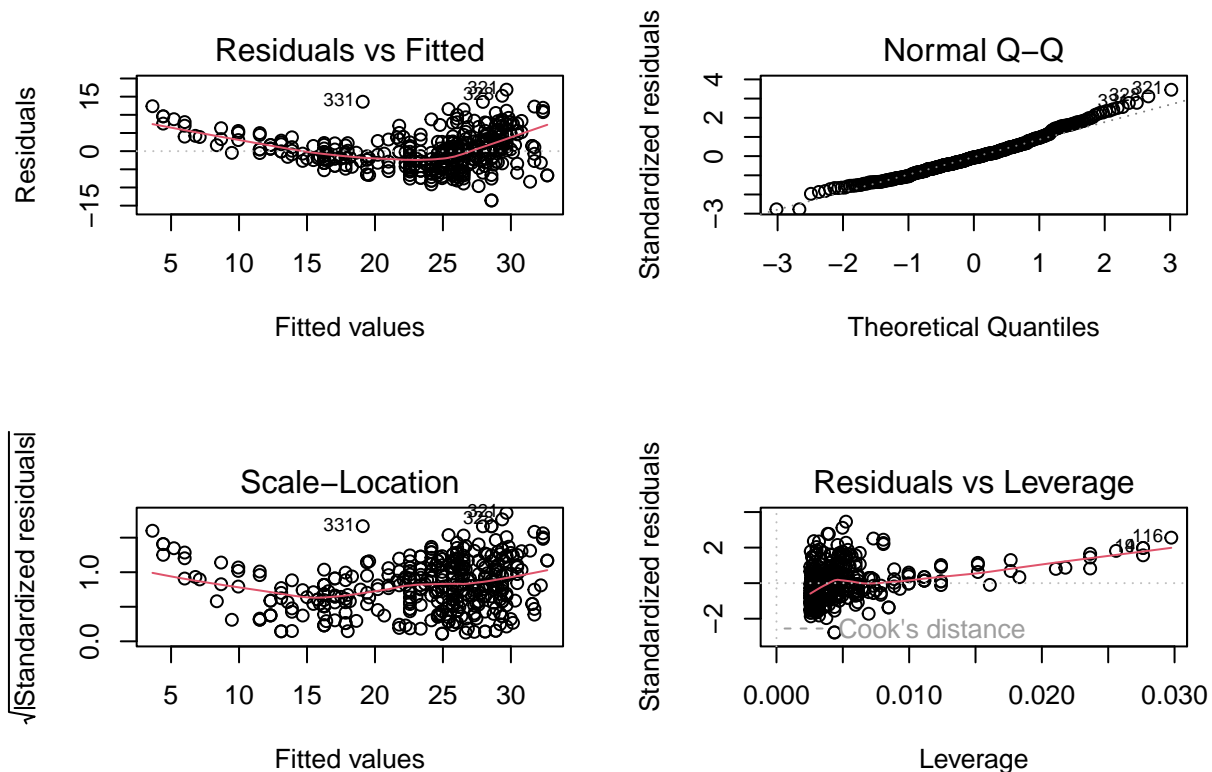 Residuals vs Fitted
Residuals
15
0
−15
331
321
328
5 10 15 20 25 30
Fitted values
Normal Q−Q
Standardized residuals
4
2
0
−3
321
−3 −2 −1 0 1 2 3
Theoretical Quantiles
Scale−Location
√|Standardized residuals|
1.0
0.0
331
321
328
5 10 15 20 25 30
Fitted values
Residuals vs Leverage
Standardized residuals
2
−2
116
Cook's distance
0.000 0.010 0.020 0.030
Leverage